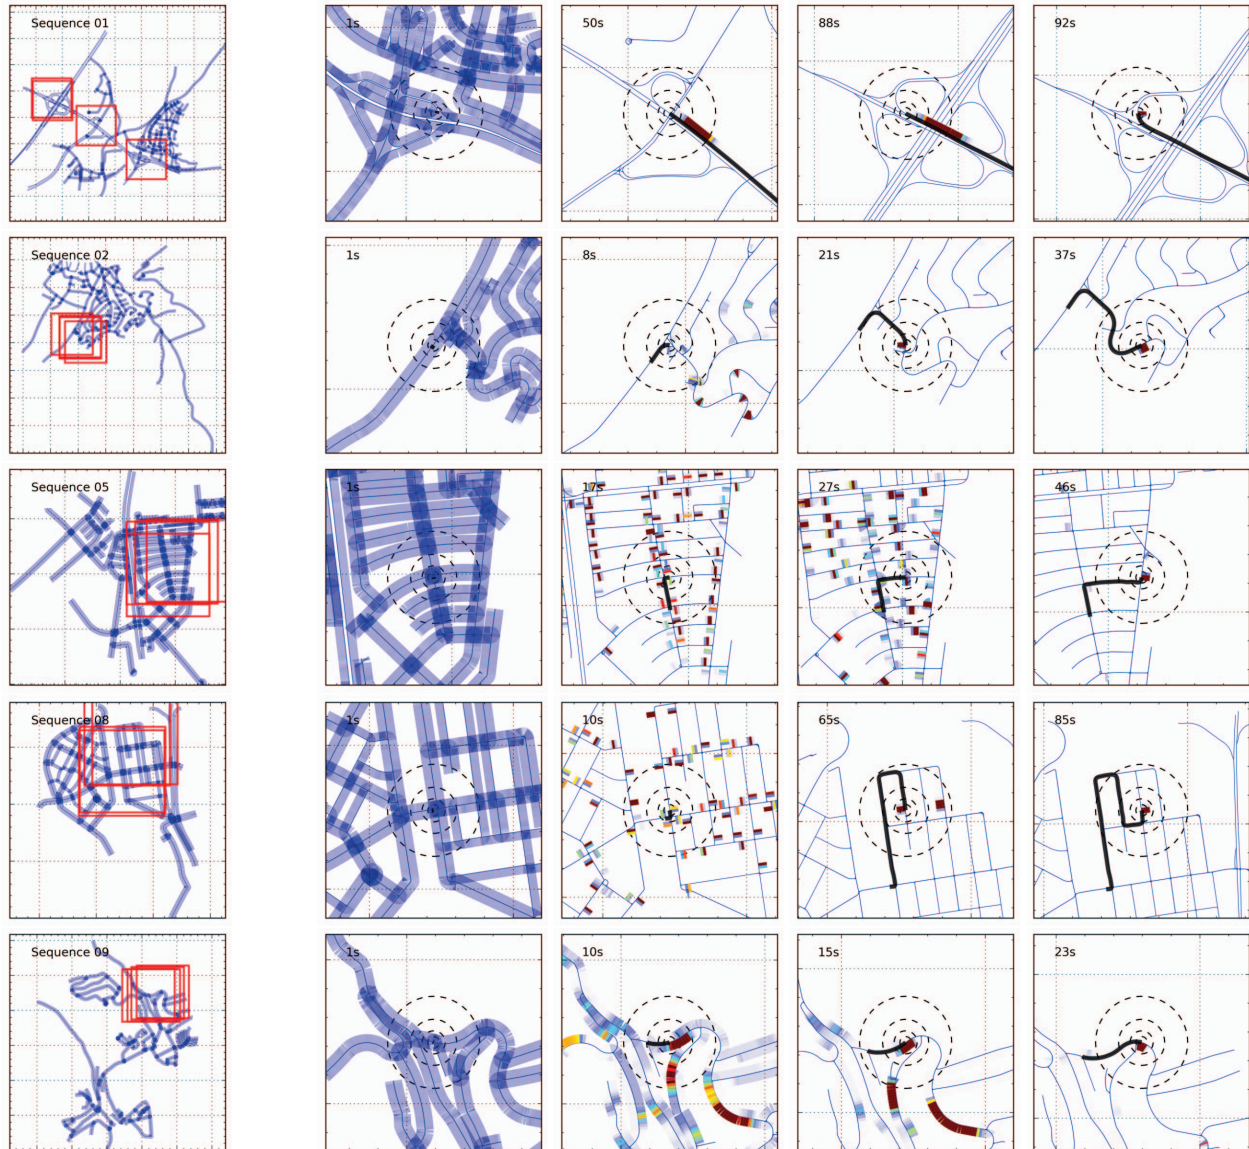 Sequence 01
1s
50s
88s
92s
Sequence 02
1s
8s
21s
37s
Sequence 05
1s
17s
27s
46s
Sequence 08
1s
10s
65s
85s
Sequence 09
1s
10s
15s
23s